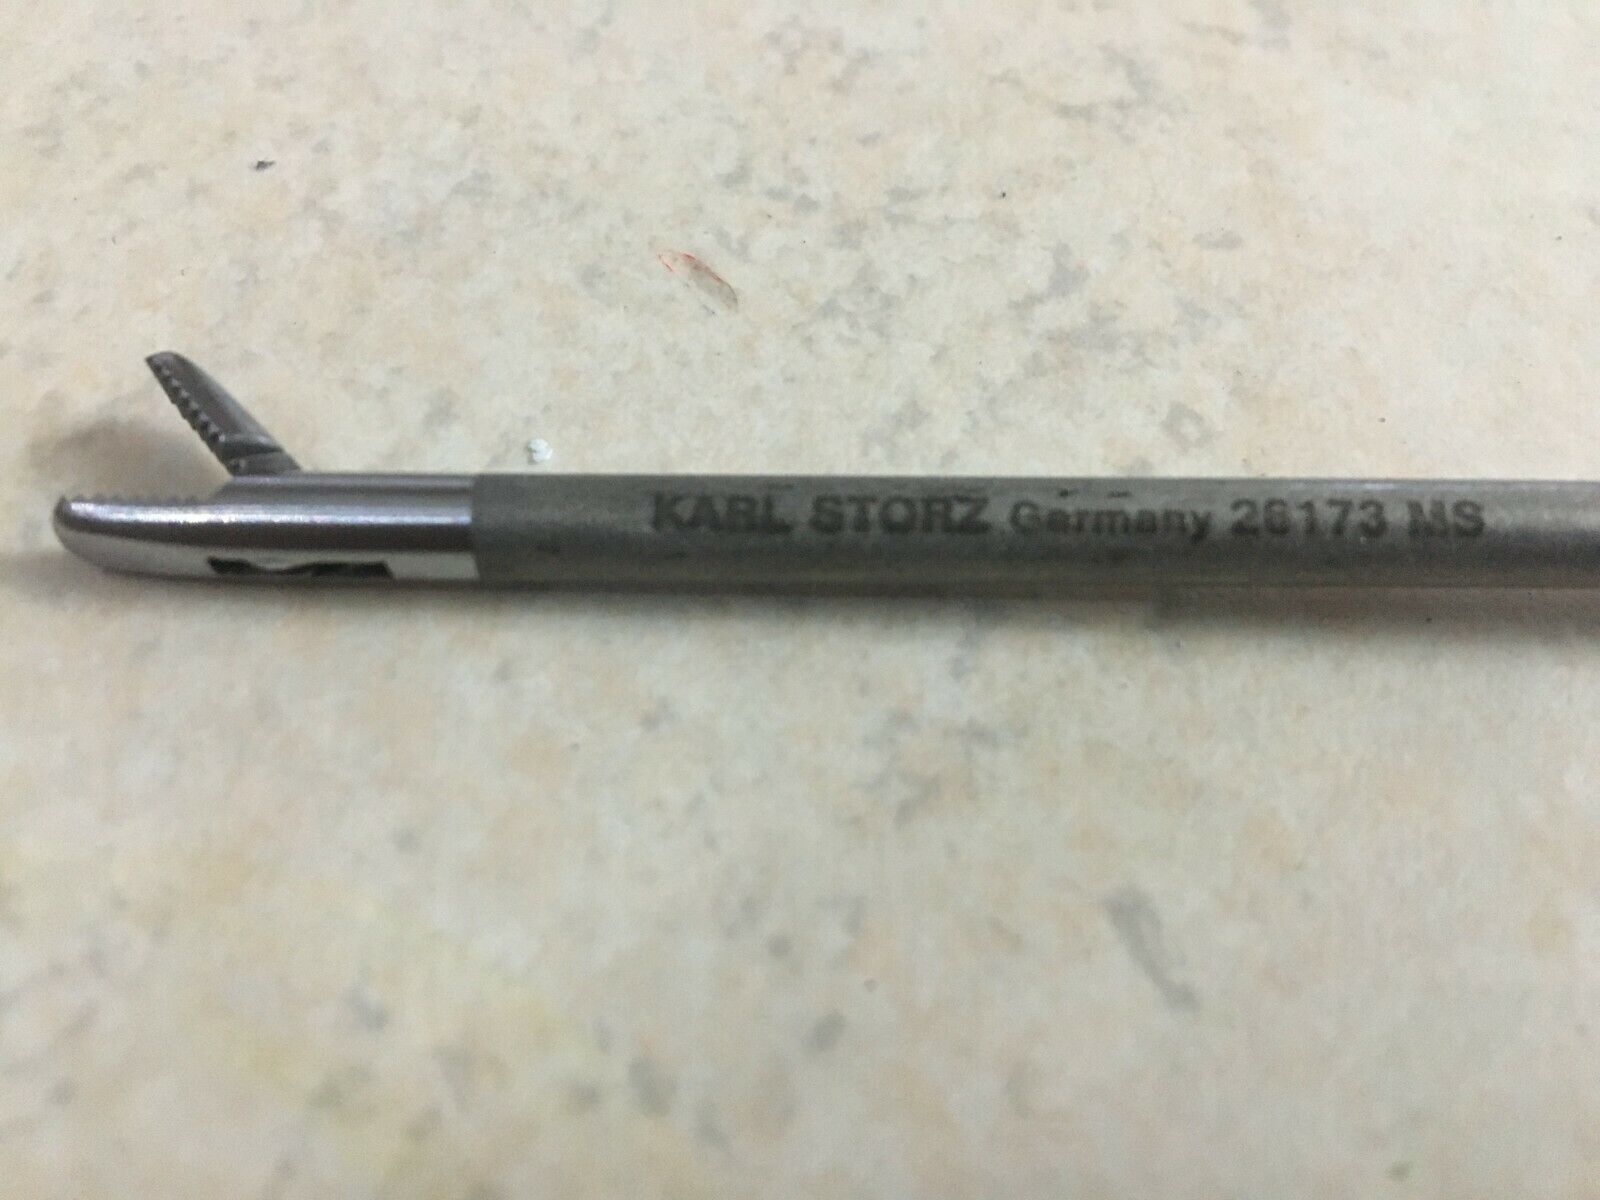 KARL STORZ Germany 28173 MS